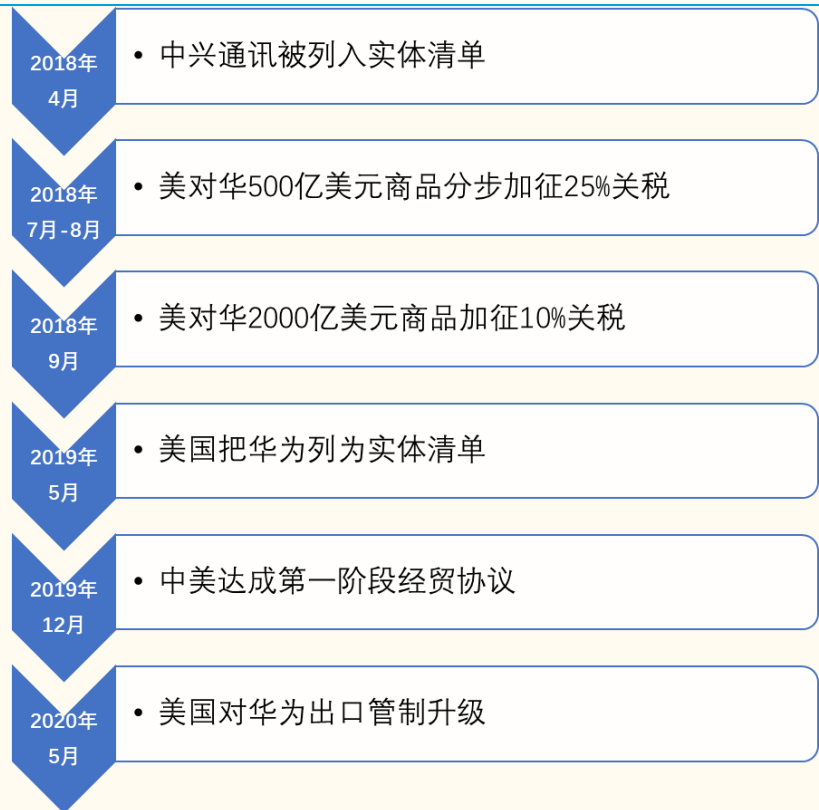 2018年
4月
• 中兴通讯被列入实体清单
2018年
7月-8月
• 美对华500亿美元商品分步加征25%关税
2018年
9月
• 美对华2000亿美元商品加征10%关税
2019年
5月
• 美国把华为列为实体清单
2019年
12月
• 中美达成第一阶段经贸协议
2020年
5月
• 美国对华为出口管制升级